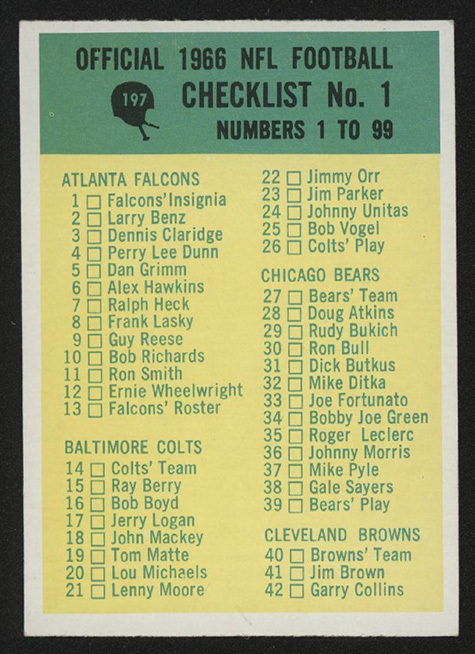 OFFICIAL 1966 NFL FOOTBALL
197
CHECKLIST No. 1
NUMBERS 1 TO 99
ATLANTA FALCONS
1 □ Falcons' Insignia
2 □ Larry Benz
3 □ Dennis Claridge
4 □ Perry Lee Dunn
5 □ Dan Grimm
6 □ Alex Hawkins
7 □ Ralph Heck
8 □ Frank Lasky
9 □ Guy Reese
10 □ Bob Richards
11 □ Ron Smith
12 □ Ernie Wheelwright
13 □ Falcons' Roster
BALTIMORE COLTS
14 □ Colts' Team
15 □ Ray Berry
16 □ Bob Boyd
17 □ Jerry Logan
18 □ John Mackey
19 □ Tom Matte
20 □ Lou Michaels
21 □ Lenny Moore
22 □ Jimmy Orr
23 □ Jim Parker
24 □ Johnny Unitas
25 □ Bob Vogel
26 □ Colts' Play
CHICAGO BEARS
27 □ Bears' Team
28 □ Doug Atkins
29 □ Rudy Bukich
30 □ Ron Bull
31 □ Dick Butkus
32 □ Mike Ditka
33 □ Joe Fortunato
34 □ Bobby Joe Green
35 □ Roger Leclerc
36 □ Johnny Morris
37 □ Mike Pyle
38 □ Gale Sayers
39 □ Bears' Play
CLEVELAND BROWNS
40 □ Browns' Team
41 □ Jim Brown
42 □ Garry Collins